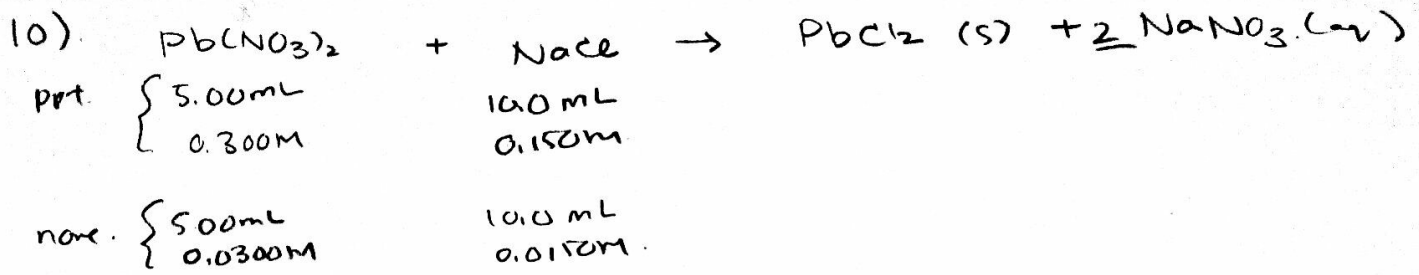 10). Pb(NO3)2 + NaCl → PbCl2 (s) + 2 NaNO3 (aq)
ppt. { 5.00mL 10.0 mL
0.300M 0.150M
none. { 5.00mL 10.0 mL
0.0300M 0.0150M.